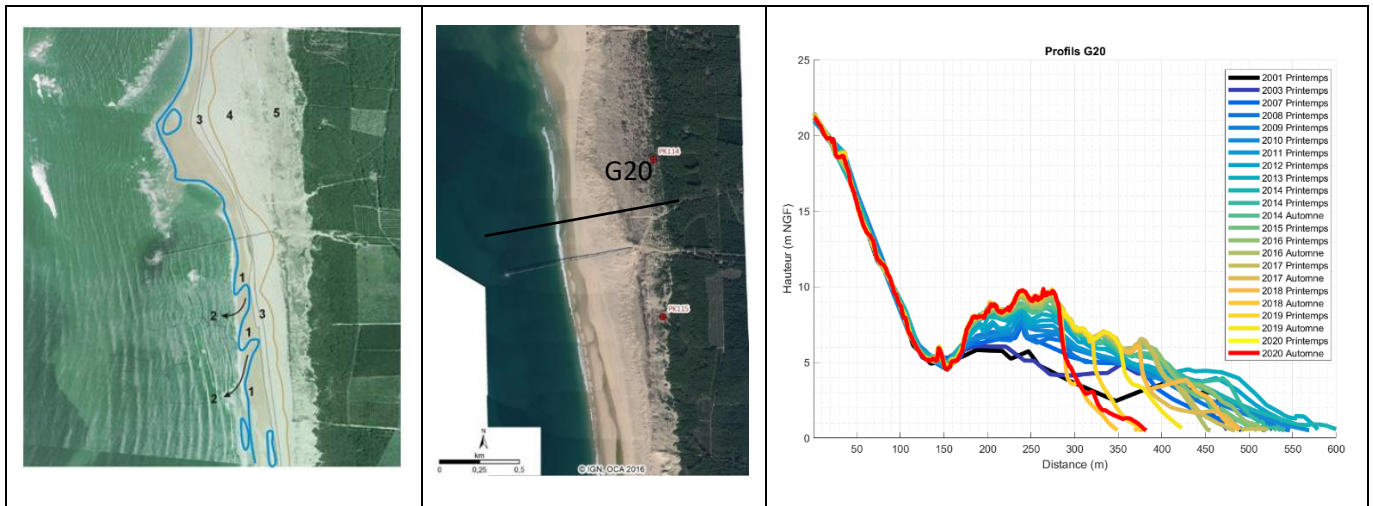 3
4
5
1
2
1
3
1
2
G20
PK114
PK115
N
km
0
0,25
0,5
© IGN, OCA 2016
Profils G20
Hauteur (m NGF)
25
20
15
10
5
0
50
100
150
200
250
300
350
400
450
500
550
600
Distance (m)
2001 Printemps
2003 Printemps
2007 Printemps
2008 Printemps
2009 Printemps
2010 Printemps
2011 Printemps
2012 Printemps
2013 Printemps
2014 Printemps
2014 Printemps
2014 Automne
2015 Printemps
2016 Printemps
2016 Automne
2017 Printemps
2017 Automne
2018 Printemps
2018 Automne
2019 Printemps
2019 Automne
2020 Printemps
2020 Automne